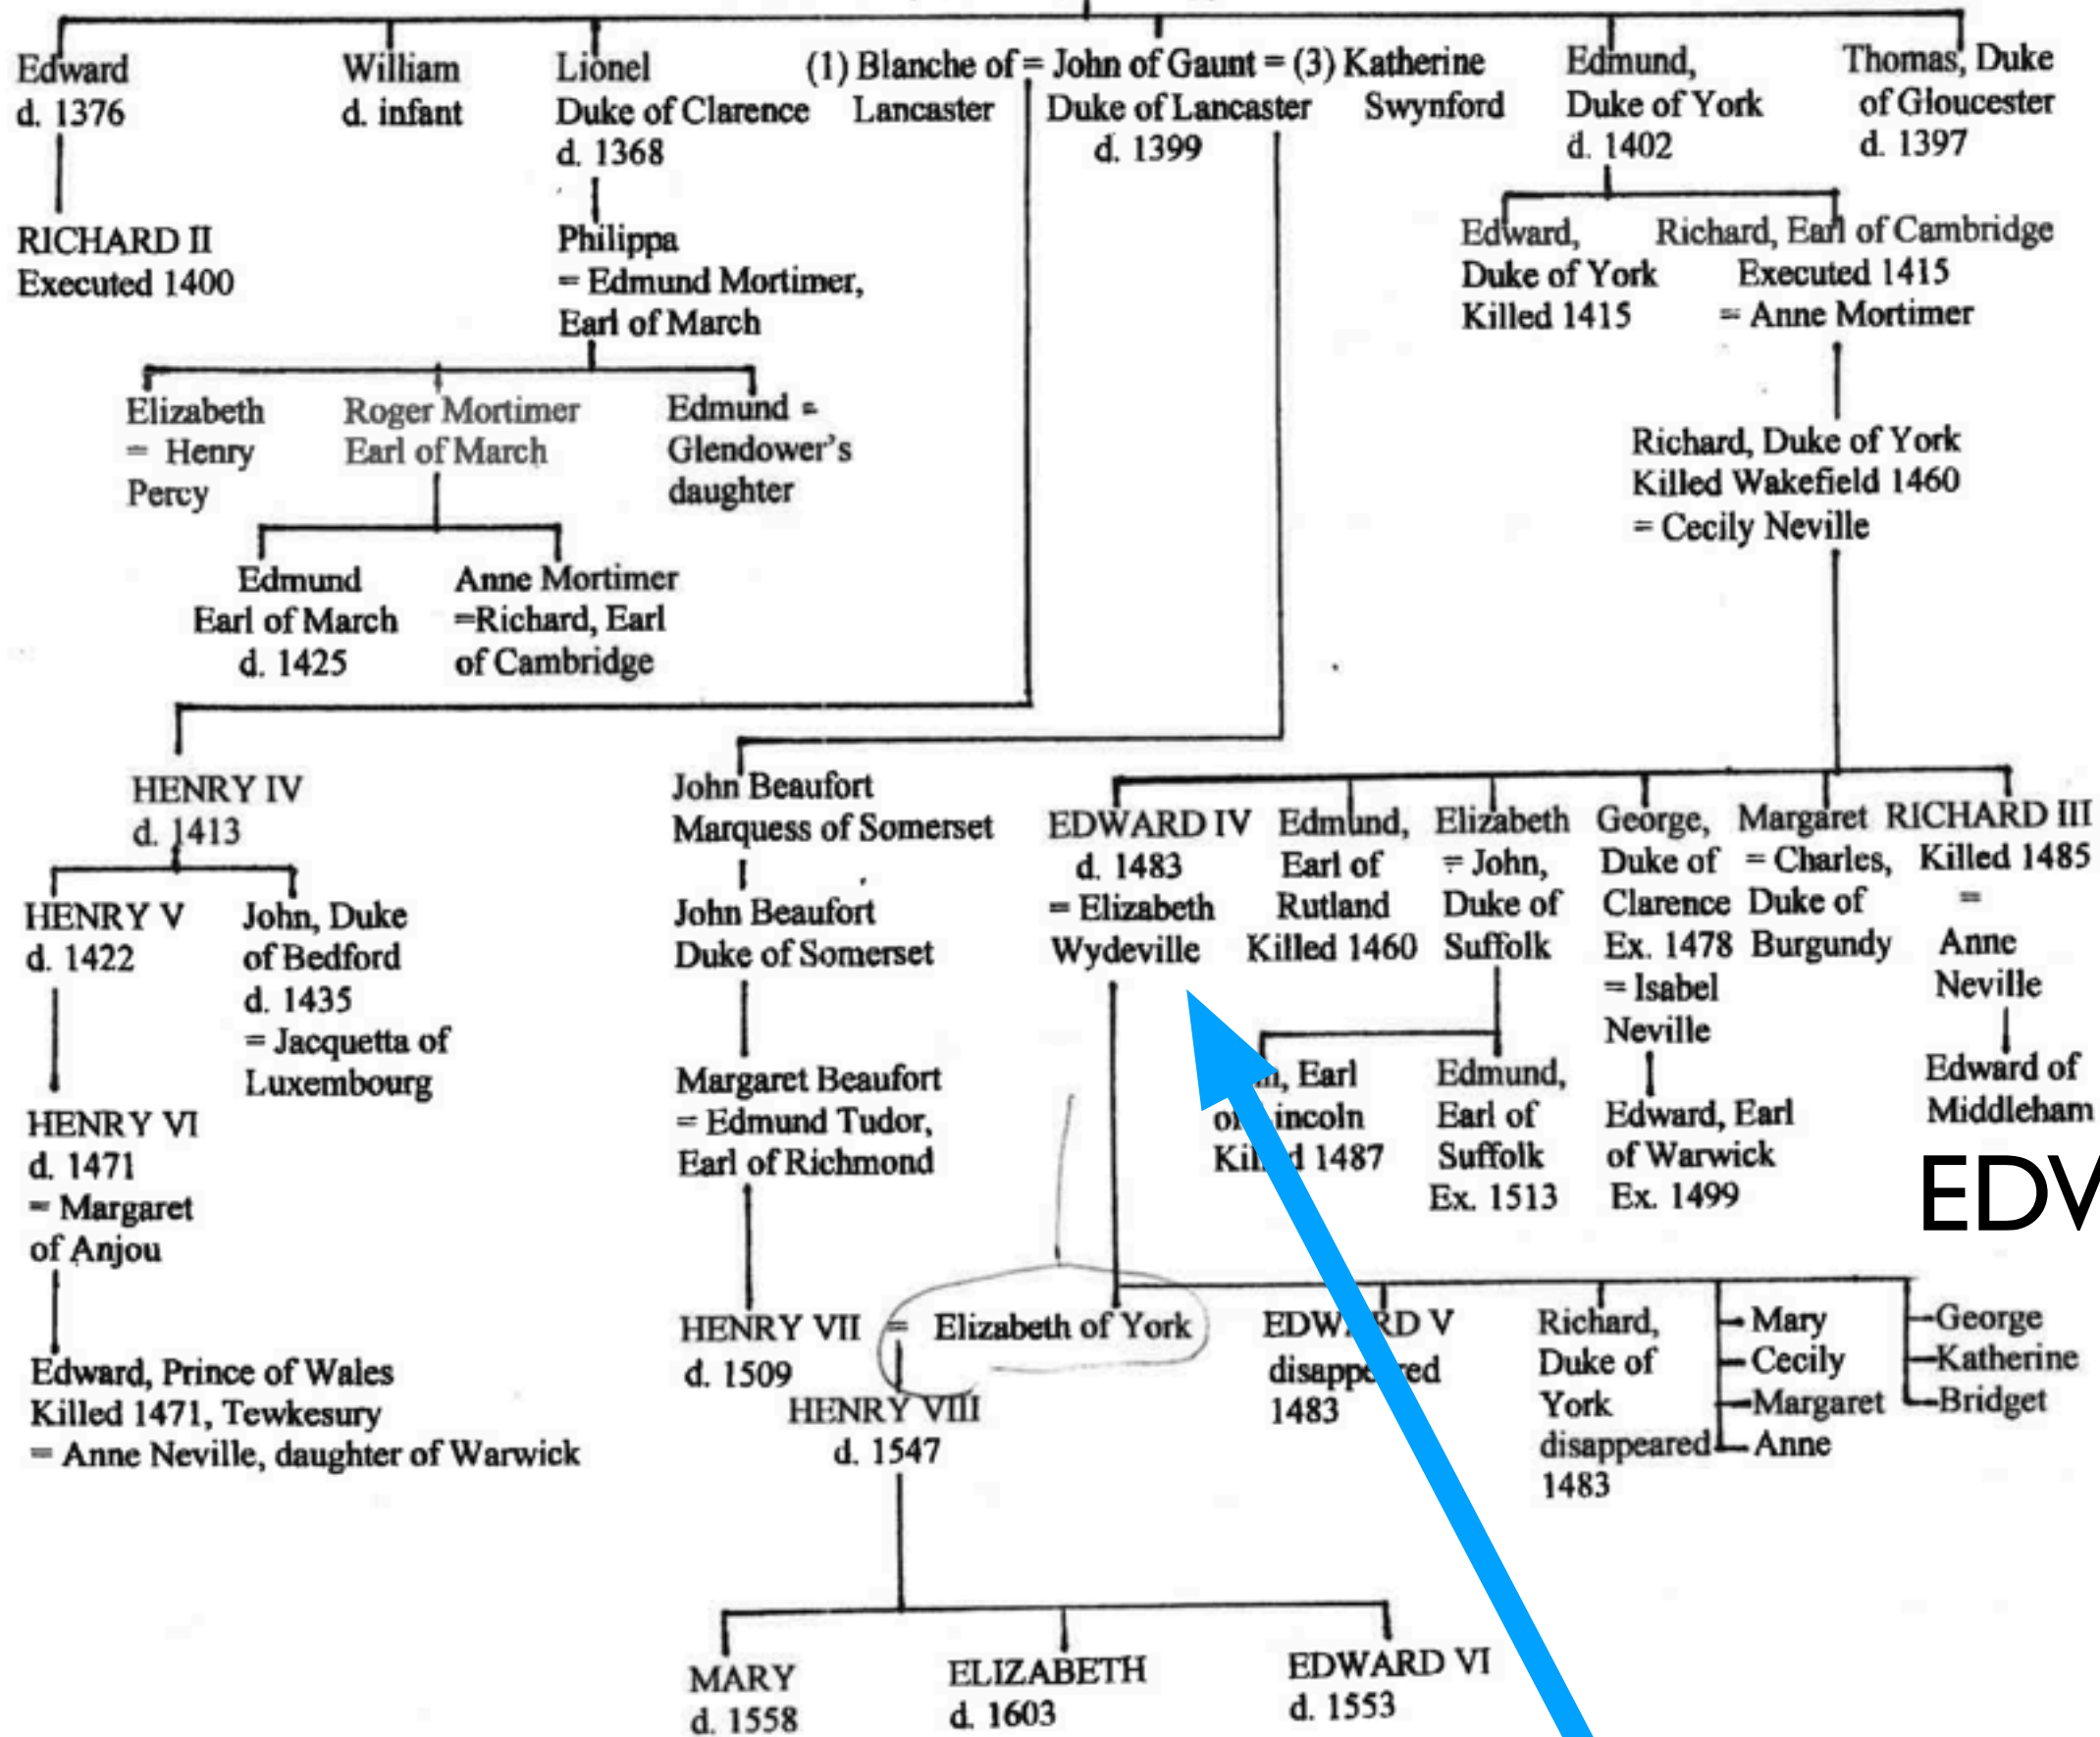 Edward
d. 1376
William
d. infant
Lionel
Duke of Clarence
d. 1368
(1) Blanche of = John of Gaunt = (3) Katherine
Lancaster Duke of Lancaster Swynford
d. 1399
Edmund,
Duke of York
d. 1402
Thomas, Duke
of Gloucester
d. 1397
RICHARD II
Executed 1400
Philippa
= Edmund Mortimer,
Earl of March
Edward,
Duke of York
Killed 1415
Richard, Earl of Cambridge
Executed 1415
= Anne Mortimer
Elizabeth
= Henry
Percy
Roger Mortimer
Earl of March
Edmund =
Glendower's
daughter
Richard, Duke of York
Killed Wakefield 1460
= Cecily Neville
Edmund
Earl of March
d. 1425
Anne Mortimer
=Richard, Earl
of Cambridge
HENRY IV
d. 1413
John Beaufort
Marquess of Somerset
EDWARD IV
d. 1483
= Elizabeth
Wydeville
Edmund,
Earl of
Rutland
Killed 1460
Elizabeth
= John,
Duke of
Suffolk
George,
Duke of
Clarence
Ex. 1478
= Isabel
Neville
Margaret
= Charles,
Duke of
Burgundy
RICHARD III
Killed 1485
=
Anne
Neville
HENRY V
d. 1422
John, Duke
of Bedford
d. 1435
= Jacquetta of
Luxembourg
John Beaufort
Duke of Somerset
Margaret Beaufort
= Edmund Tudor,
Earl of Richmond
Earl
Lincoln
1487
Edmund,
Earl of
Suffolk
Ex. 1513
Edward, Earl
of Warwick
Ex. 1499
Edward of
Middleham
HENRY VI
d. 1471
= Margaret
of Anjou
Edward, Prince of Wales
Killed 1471, Tewkesury
= Anne Neville, daughter of Warwick
HENRY VII = Elizabeth of York
d. 1509
EDWARD V
disappeared
1483
Richard,
Duke of
York
disappeared
1483
Mary
Cecily
Margaret
Anne
George
Katherine
Bridget
HENRY VIII
d. 1547
MARY
d. 1558
ELIZABETH
d. 1603
EDWARD VI
d. 1553